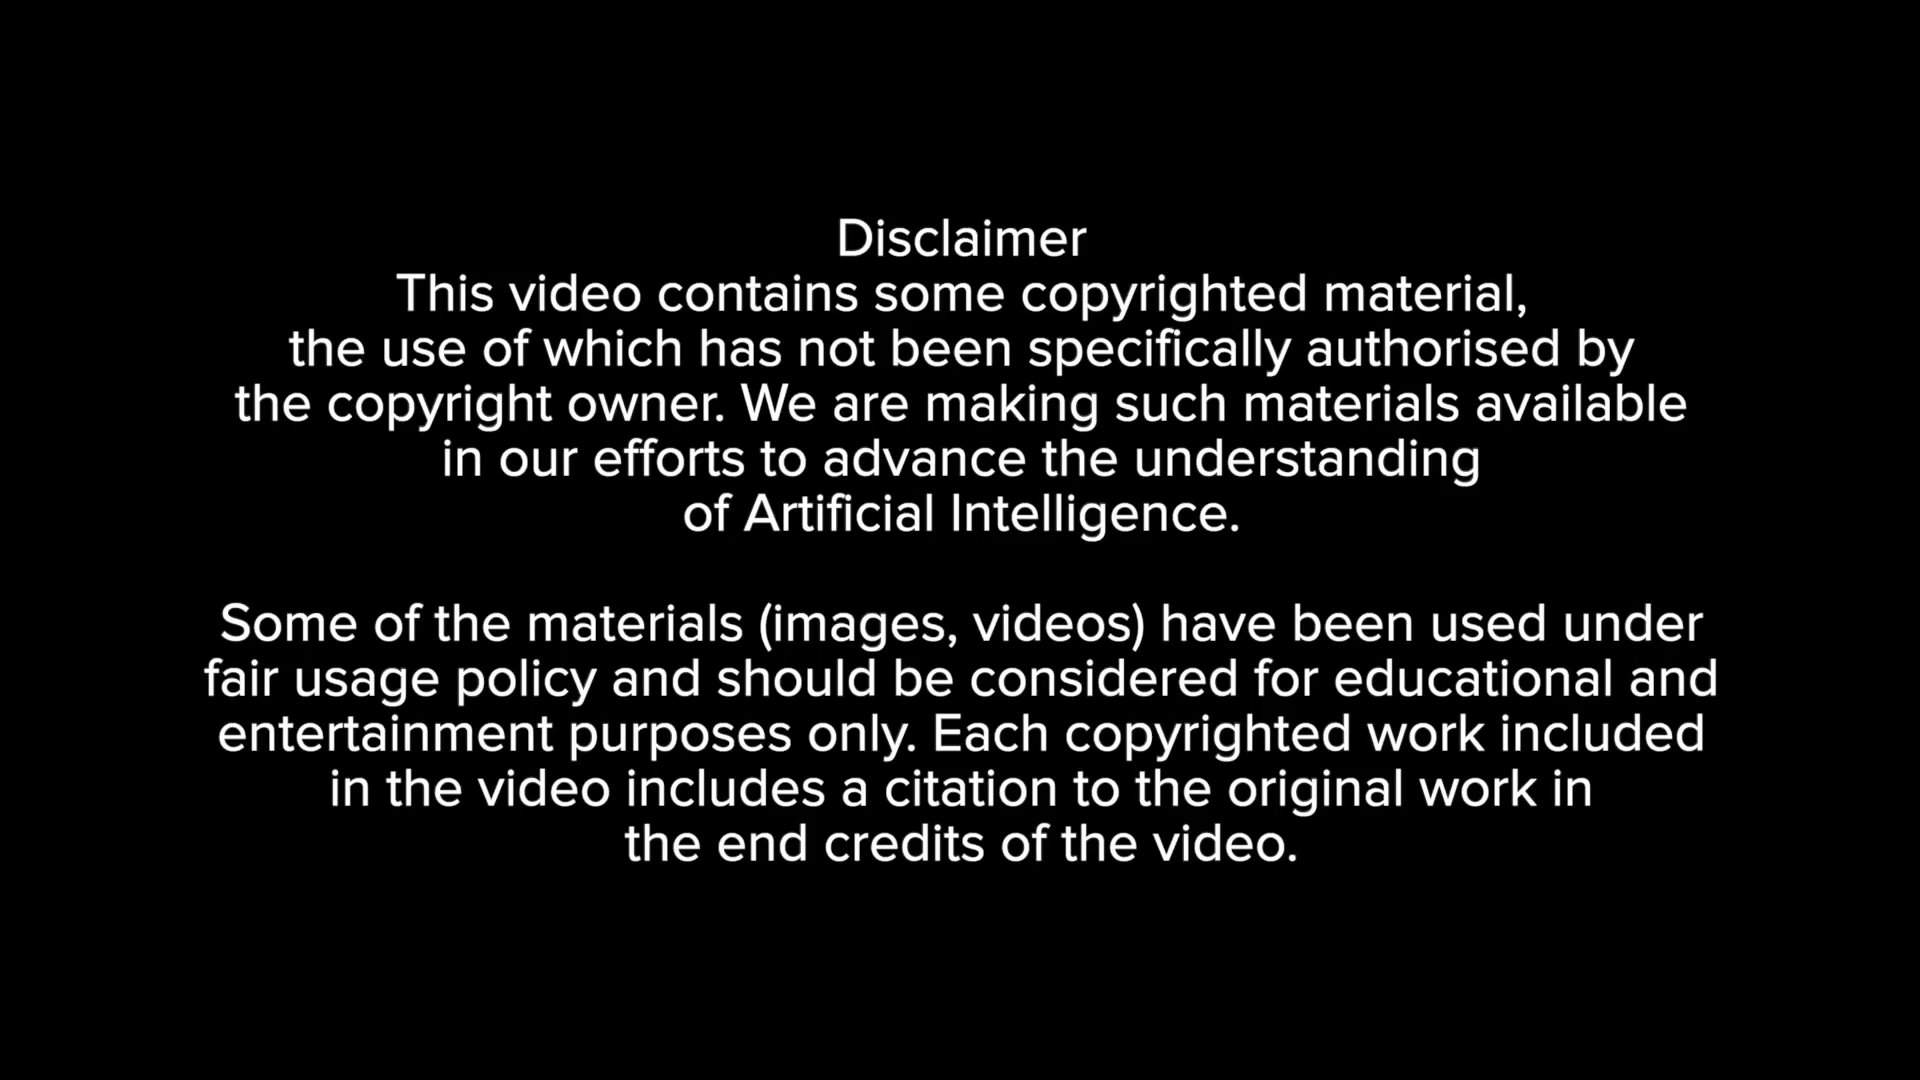 Disclaimer
This video contains some copyrighted material,
the use of which has not been specifically authorised by
the copyright owner. We are making such materials available
in our efforts to advance the understanding
of Artificial Intelligence.
Some of the materials (images, videos) have been used under
fair usage policy and should be considered for educational and
entertainment purposes only. Each copyrighted work included
in the video includes a citation to the original work in
the end credits of the video.